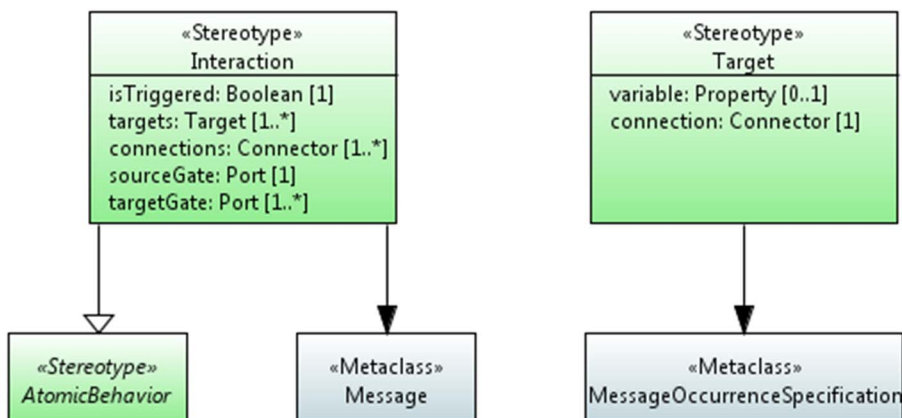 «Stereotype»
Interaction
isTriggered: Boolean [1]
targets: Target [1..*]
connections: Connector [1..*]
sourceGate: Port [1]
targetGate: Port [1..*]
«Stereotype»
Target
variable: Property [0..1]
connection: Connector [1]
«Stereotype»
AtomicBehavior
«Metaclass»
Message
«Metaclass»
MessageOccurrenceSpecification